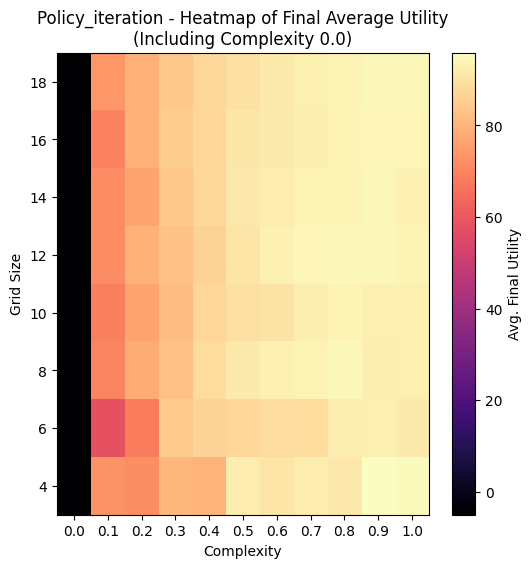 Policy_iteration - Heatmap of Final Average Utility
(Including Complexity 0.0)
18
16
14
12
10
8
6
4
Grid Size
0.0 0.1 0.2 0.3 0.4 0.5 0.6 0.7 0.8 0.9 1.0
Complexity
80
60
40
20
0
Avg. Final Utility